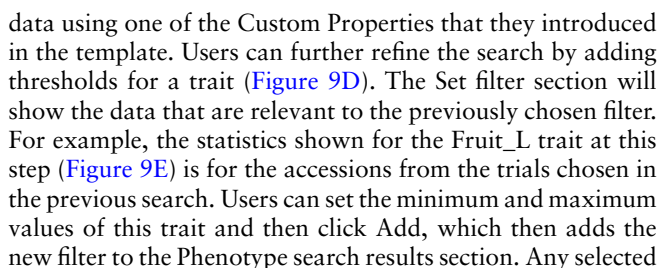 data using one of the Custom Properties that they introduced
in the template. Users can further refine the search by adding
thresholds for a trait (Figure 9D). The Set filter section will
show the data that are relevant to the previously chosen filter.
For example, the statistics shown for the Fruit_L trait at this
step (Figure 9E) is for the accessions from the trials chosen in
the previous search. Users can set the minimum and maximum
values of this trait and then click Add, which then adds the
new filter to the Phenotype search results section. Any selected